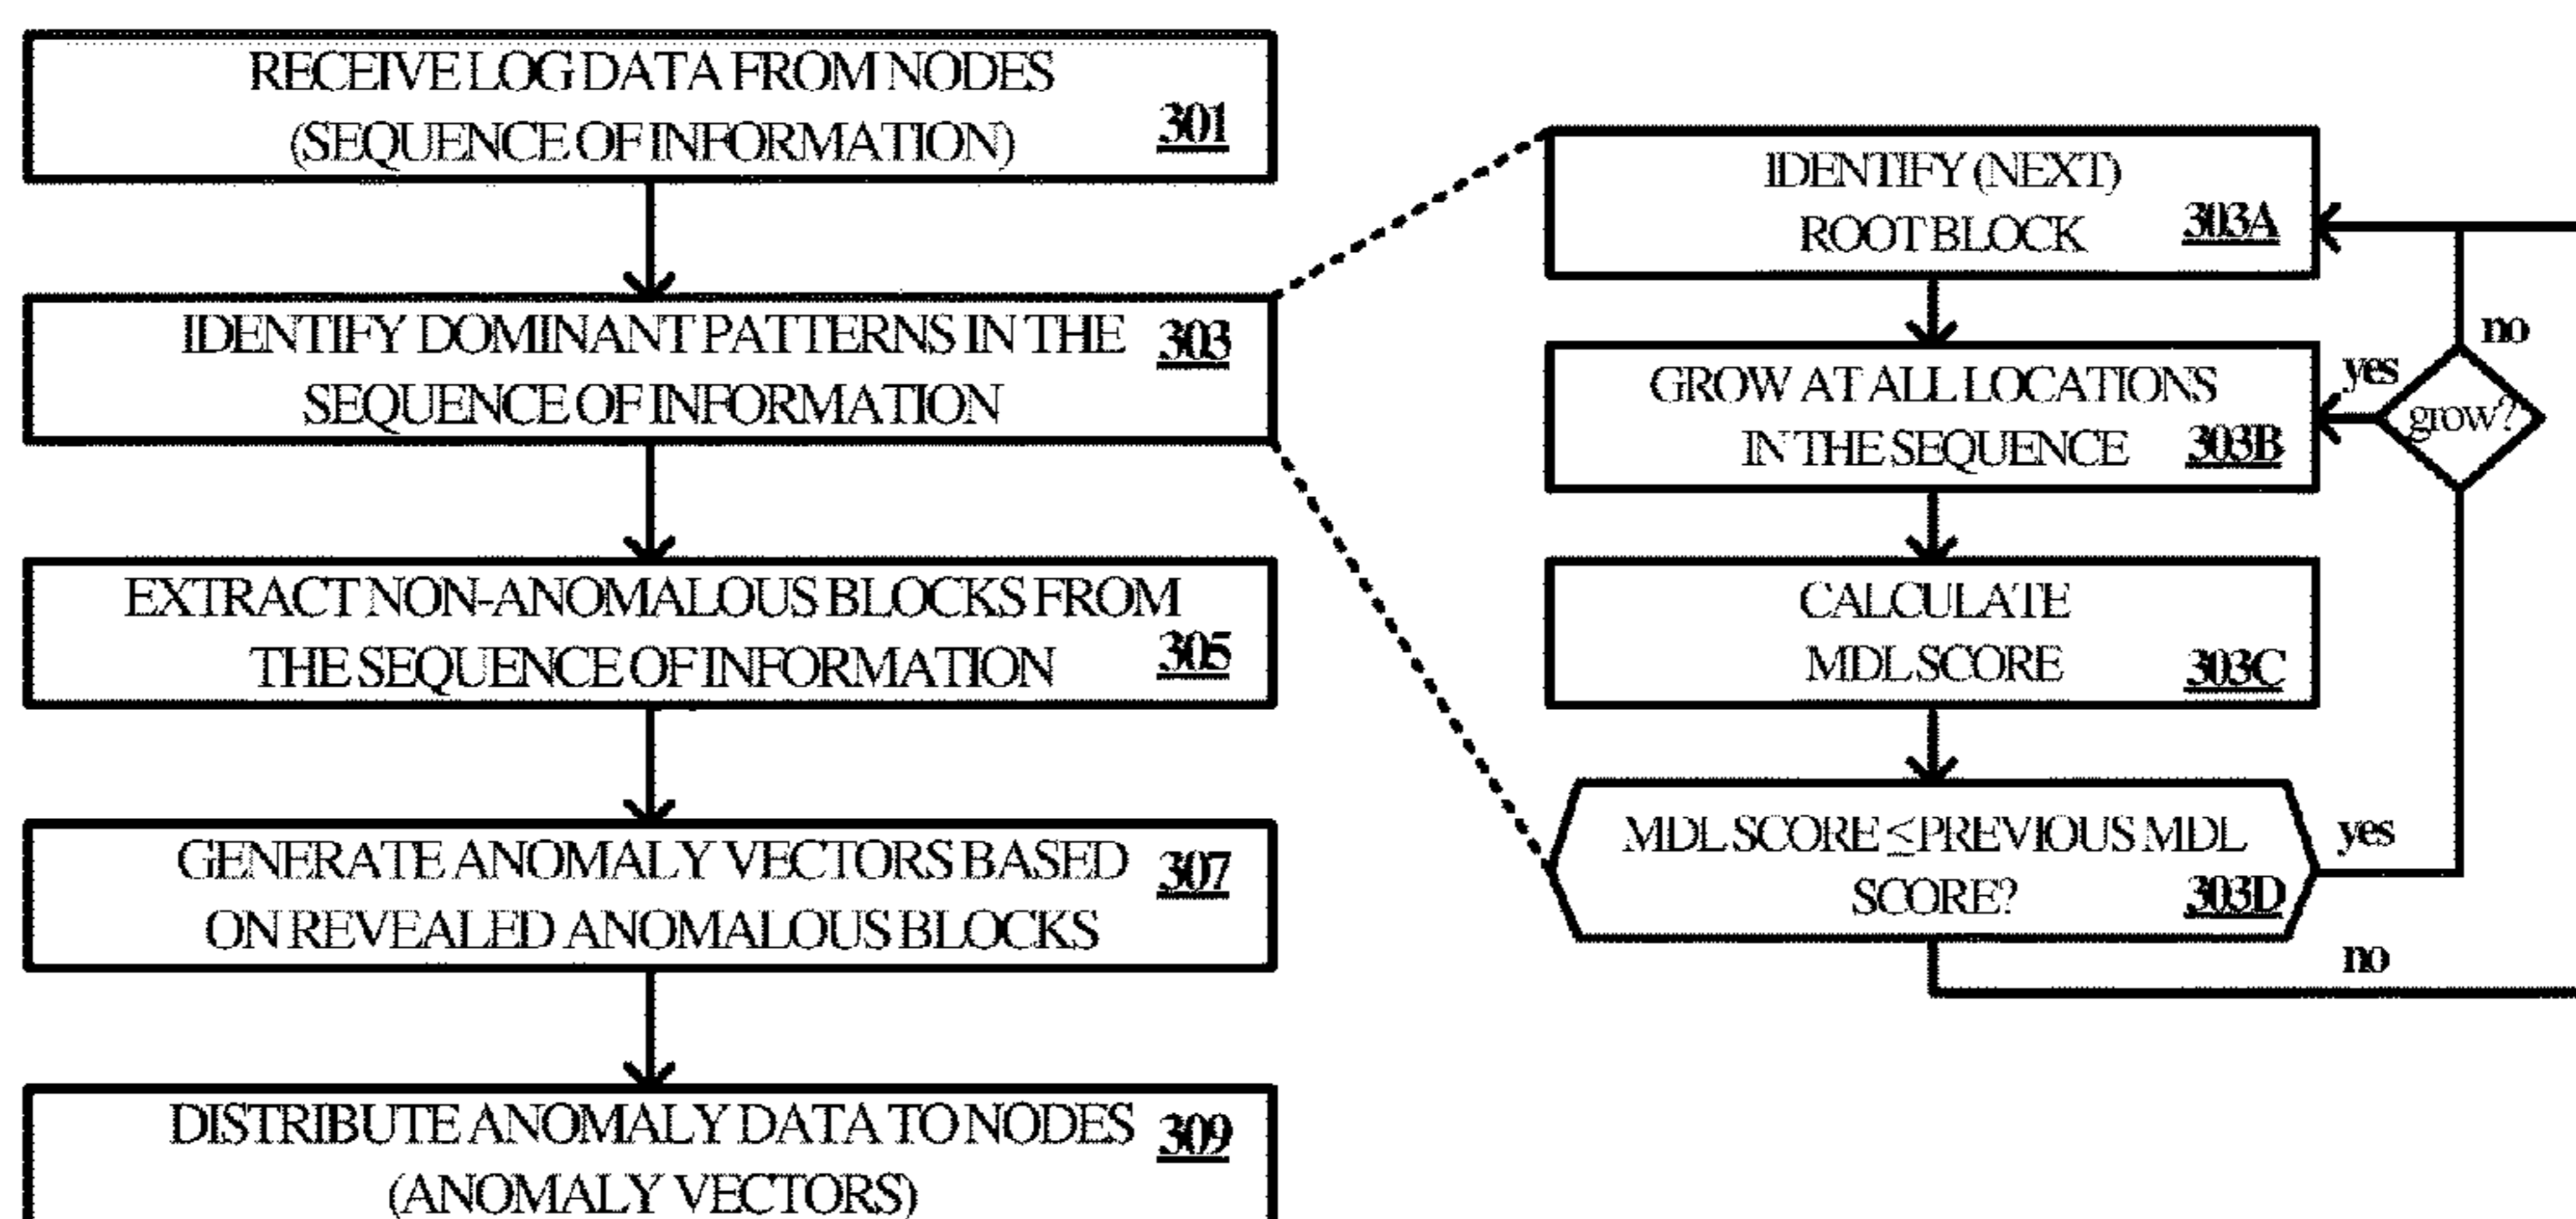 RECEIVE LOG DATA FROM NODES
(SEQUENCE OF INFORMATION)
301
IDENTIFY DOMINANT PATTERNS IN THE
SEQUENCE OF INFORMATION
303
EXTRACT NON-ANOMALOUS BLOCKS FROM
THE SEQUENCE OF INFORMATION
305
GENERATE ANOMALY VECTORS BASED
ON REVEALED ANOMALOUS BLOCKS
307
DISTRIBUTE ANOMALY DATA TO NODES
(ANOMALY VECTORS)
309
IDENTIFY (NEXT)
ROOT BLOCK
303A
GROW AT ALL LOCATIONS
IN THE SEQUENCE
303B
CALCULATE
MDL SCORE
303C
MDL SCORE ≤ PREVIOUS MDL
SCORE?
303D
yes
no
grow?
yes
no